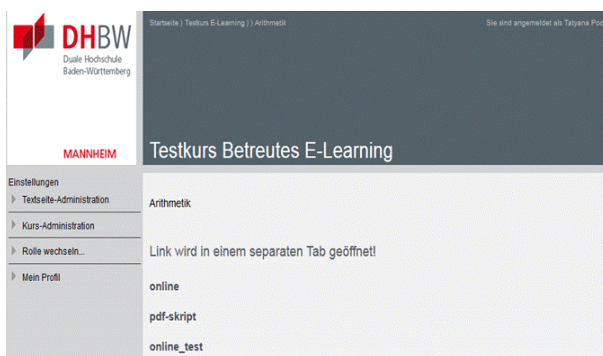 DHBW
Duale Hochschule
Baden-Württemberg
MANNHEIM
Startseite ⟩ Testkurs E-Learning ⟩ ⟩ Arithmetik
Sie sind angemeldet als Tatyana Pod
Testkurs Betreutes E-Learning
Einstellungen
Textseite-Administration
Kurs-Administration
Rolle wechseln...
Mein Profil
Arithmetik
Link wird in einem separaten Tab geöffnet!
online
pdf-skript
online_test